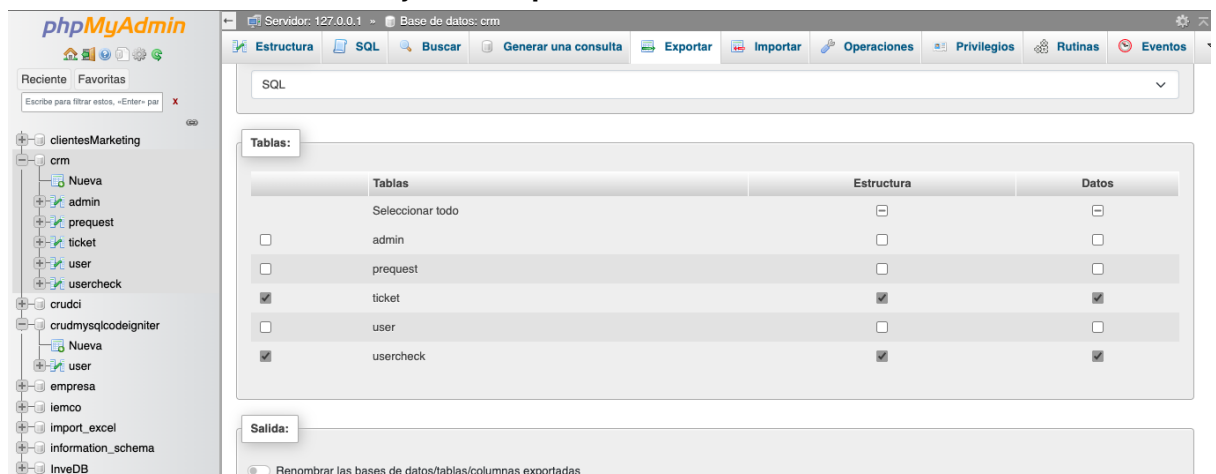 phpMyAdmin
Reciente Favoritas
Escribe para filtrar estos, «Enter» par X
clientesMarketing
crm
Nueva
admin
prequest
ticket
user
usercheck
crudci
crudmysqlcodeigniter
Nueva
user
empresa
iemco
import_excel
information_schema
InveDB
Servidor: 127.0.0.1 » Base de datos: crm
Estructura SQL Buscar Generar una consulta Exportar Importar Operaciones Privilegios Rutinas Eventos
SQL
Tablas:
Tablas Estructura Datos
Seleccionar todo
admin
prequest
ticket
user
usercheck
Salida:
Renombrar las bases de datos/tablas/columnas exportadas